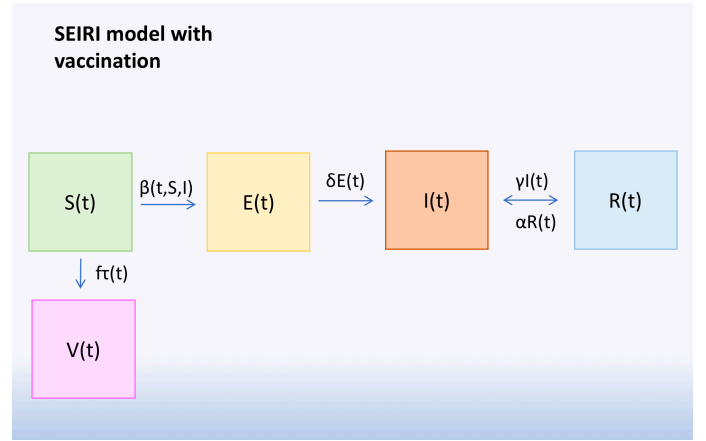 SEIRI model with
vaccination
S(t)
β(t,S,I)
E(t)
δE(t)
I(t)
γI(t)
αR(t)
R(t)
fτ(t)
V(t)